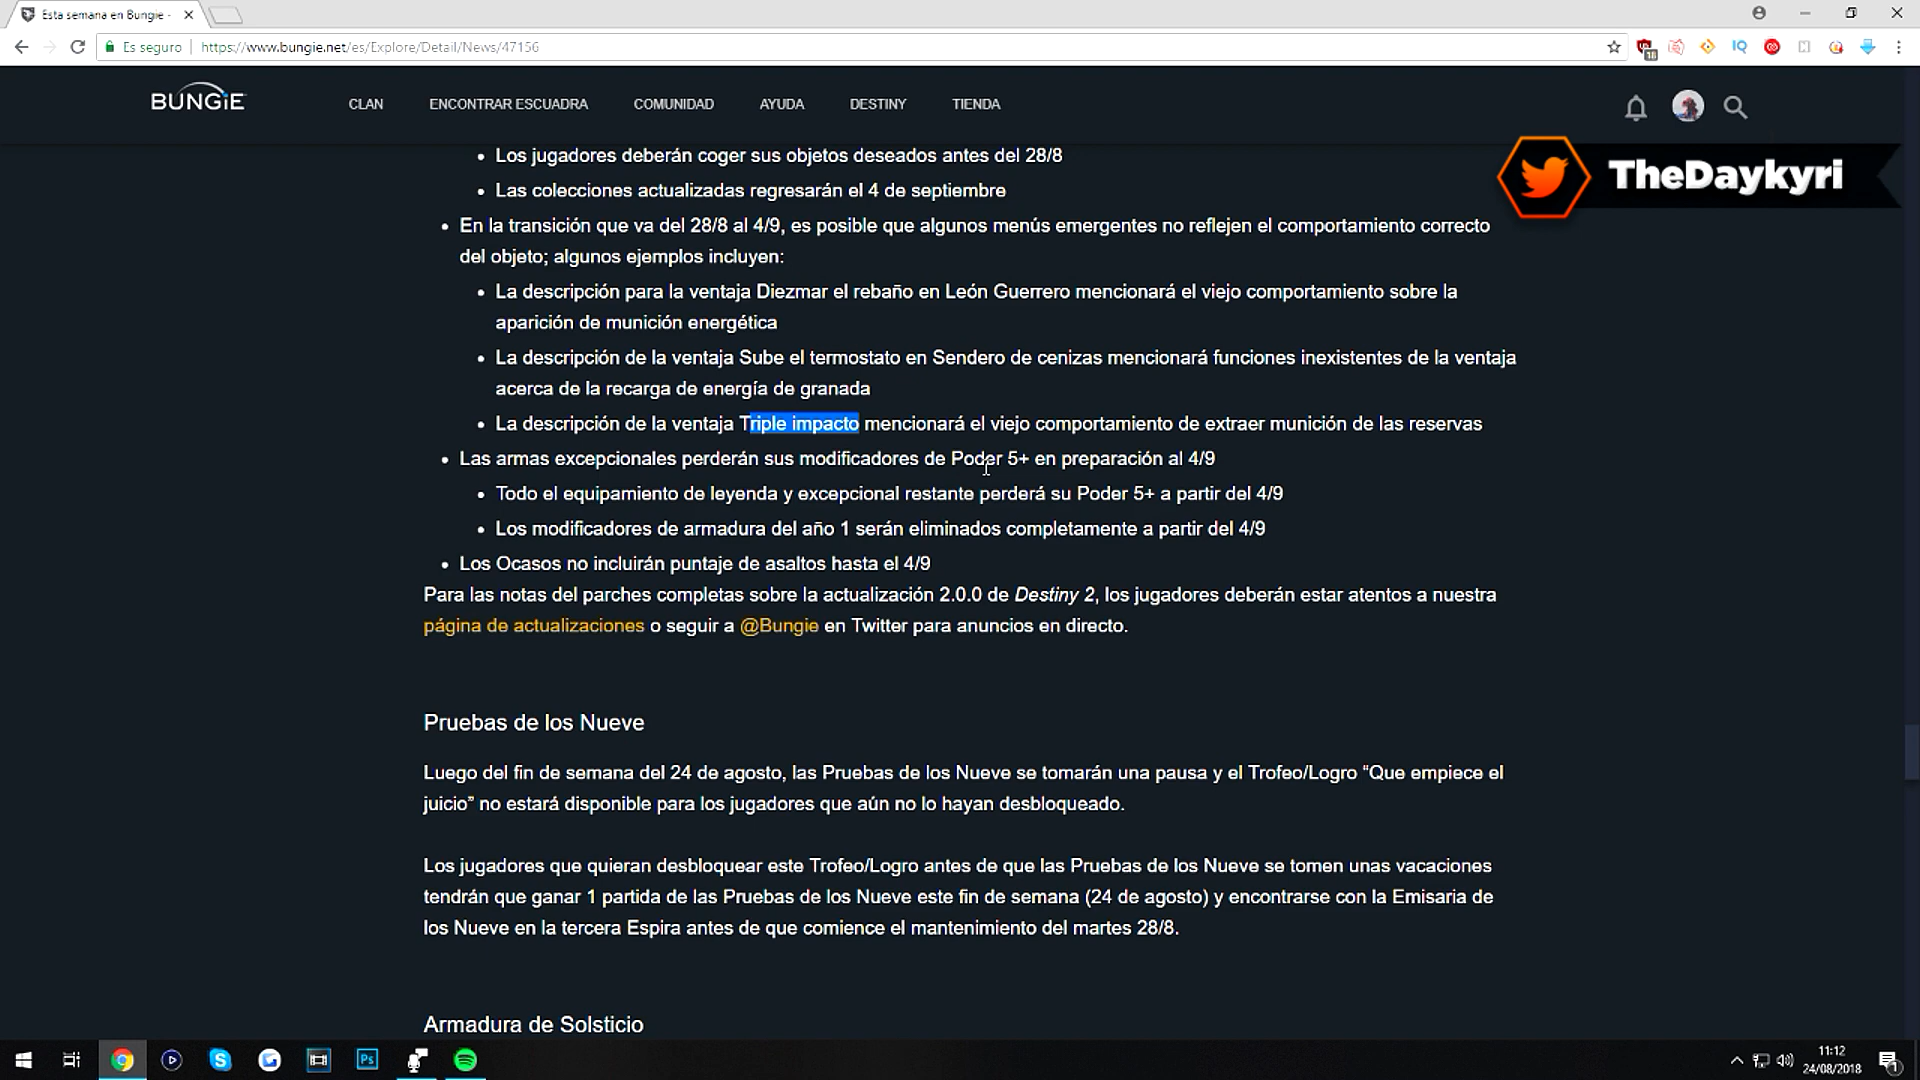 Esta semana en Bungie -
Es seguro
https://www.bungie.net/es/Explore/Detail/News/47156
18
IQ
BUNGiE
CLAN
ENCONTRAR ESCUADRA
COMUNIDAD
AYUDA
DESTINY
TIENDA
TheDaykyri
• Los jugadores deberán coger sus objetos deseados antes del 28/8
• Las colecciones actualizadas regresarán el 4 de septiembre
• En la transición que va del 28/8 al 4/9, es posible que algunos menús emergentes no reflejen el comportamiento correcto
del objeto; algunos ejemplos incluyen:
• La descripción para la ventaja Diezmar el rebaño en León Guerrero mencionará el viejo comportamiento sobre la
aparición de munición energética
• La descripción de la ventaja Sube el termostato en Sendero de cenizas mencionará funciones inexistentes de la ventaja
acerca de la recarga de energía de granada
• La descripción de la ventaja Triple impacto mencionará el viejo comportamiento de extraer munición de las reservas
• Las armas excepcionales perderán sus modificadores de Poder 5+ en preparación al 4/9
• Todo el equipamiento de leyenda y excepcional restante perderá su Poder 5+ a partir del 4/9
• Los modificadores de armadura del año 1 serán eliminados completamente a partir del 4/9
• Los Ocasos no incluirán puntaje de asaltos hasta el 4/9
Para las notas del parches completas sobre la actualización 2.0.0 de Destiny 2, los jugadores deberán estar atentos a nuestra
página de actualizaciones o seguir a @Bungie en Twitter para anuncios en directo.
Pruebas de los Nueve
Luego del fin de semana del 24 de agosto, las Pruebas de los Nueve se tomarán una pausa y el Trofeo/Logro “Que empiece el
juicio” no estará disponible para los jugadores que aún no lo hayan desbloqueado.
Los jugadores que quieran desbloquear este Trofeo/Logro antes de que las Pruebas de los Nueve se tomen unas vacaciones
tendrán que ganar 1 partida de las Pruebas de los Nueve este fin de semana (24 de agosto) y encontrarse con la Emisaria de
los Nueve en la tercera Espira antes de que comience el mantenimiento del martes 28/8.
Armadura de Solsticio
Ps
11:12
24/08/2018
1